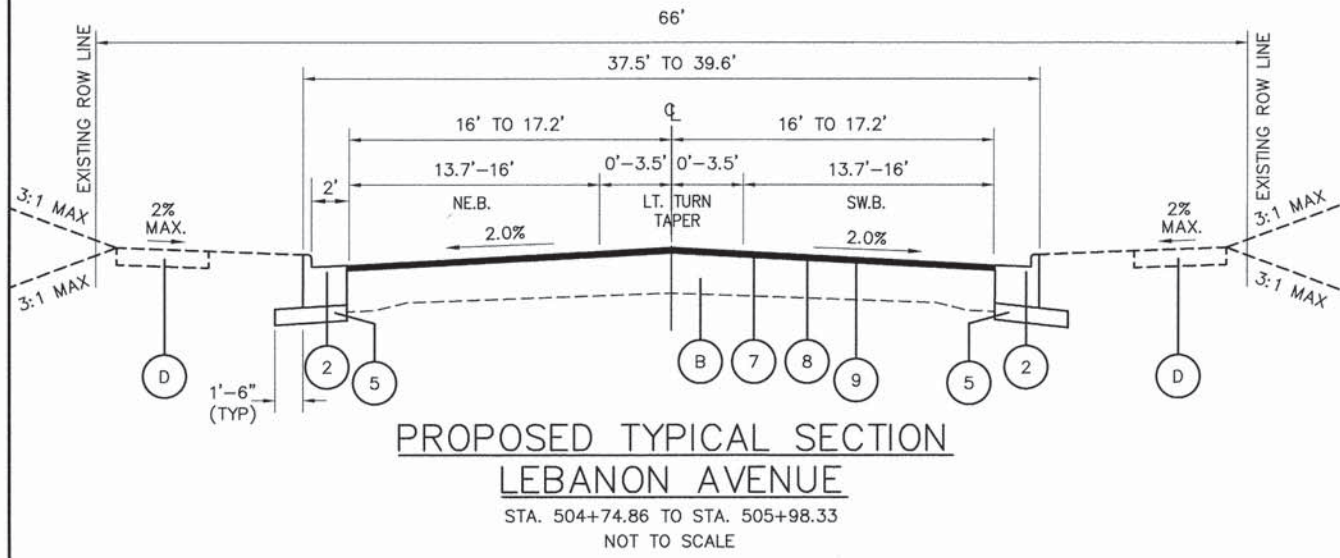 66'
EXISTING ROW LINE
EXISTING ROW LINE
37.5' TO 39.6'
℄
16' TO 17.2'
16' TO 17.2'
13.7'-16'
0'-3.5'
0'-3.5'
13.7'-16'
2'
NE.B.
LT. TURN
TAPER
SW.B.
3:1 MAX
2%
MAX.
2.0%
2.0%
2%
MAX.
3:1 MAX
3:1 MAX
3:1 MAX
D
2
5
B
7
8
9
5
2
D
1'-6"
(TYP)
PROPOSED TYPICAL SECTION
LEBANON AVENUE
STA. 504+74.86 TO STA. 505+98.33
NOT TO SCALE